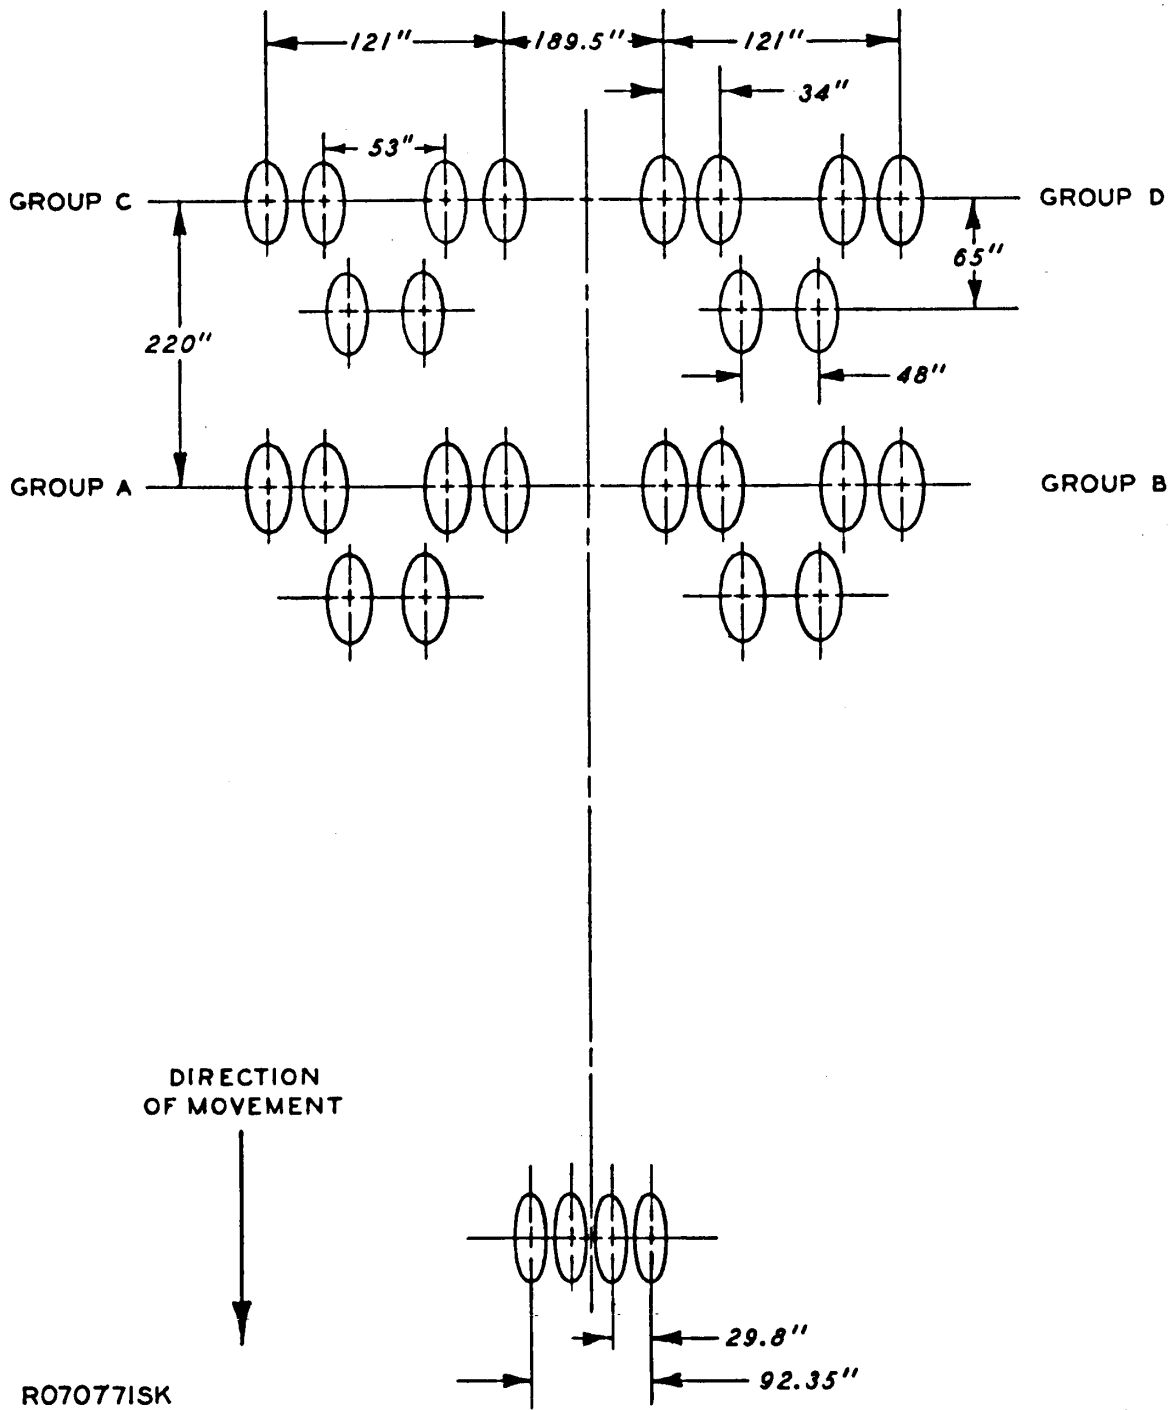 121" 189.5" 121"
34"
53"
GROUP C
GROUP D
65"
220"
48"
GROUP A
GROUP B
DIRECTION
OF MOVEMENT
29.8"
92.35"
R070771SK